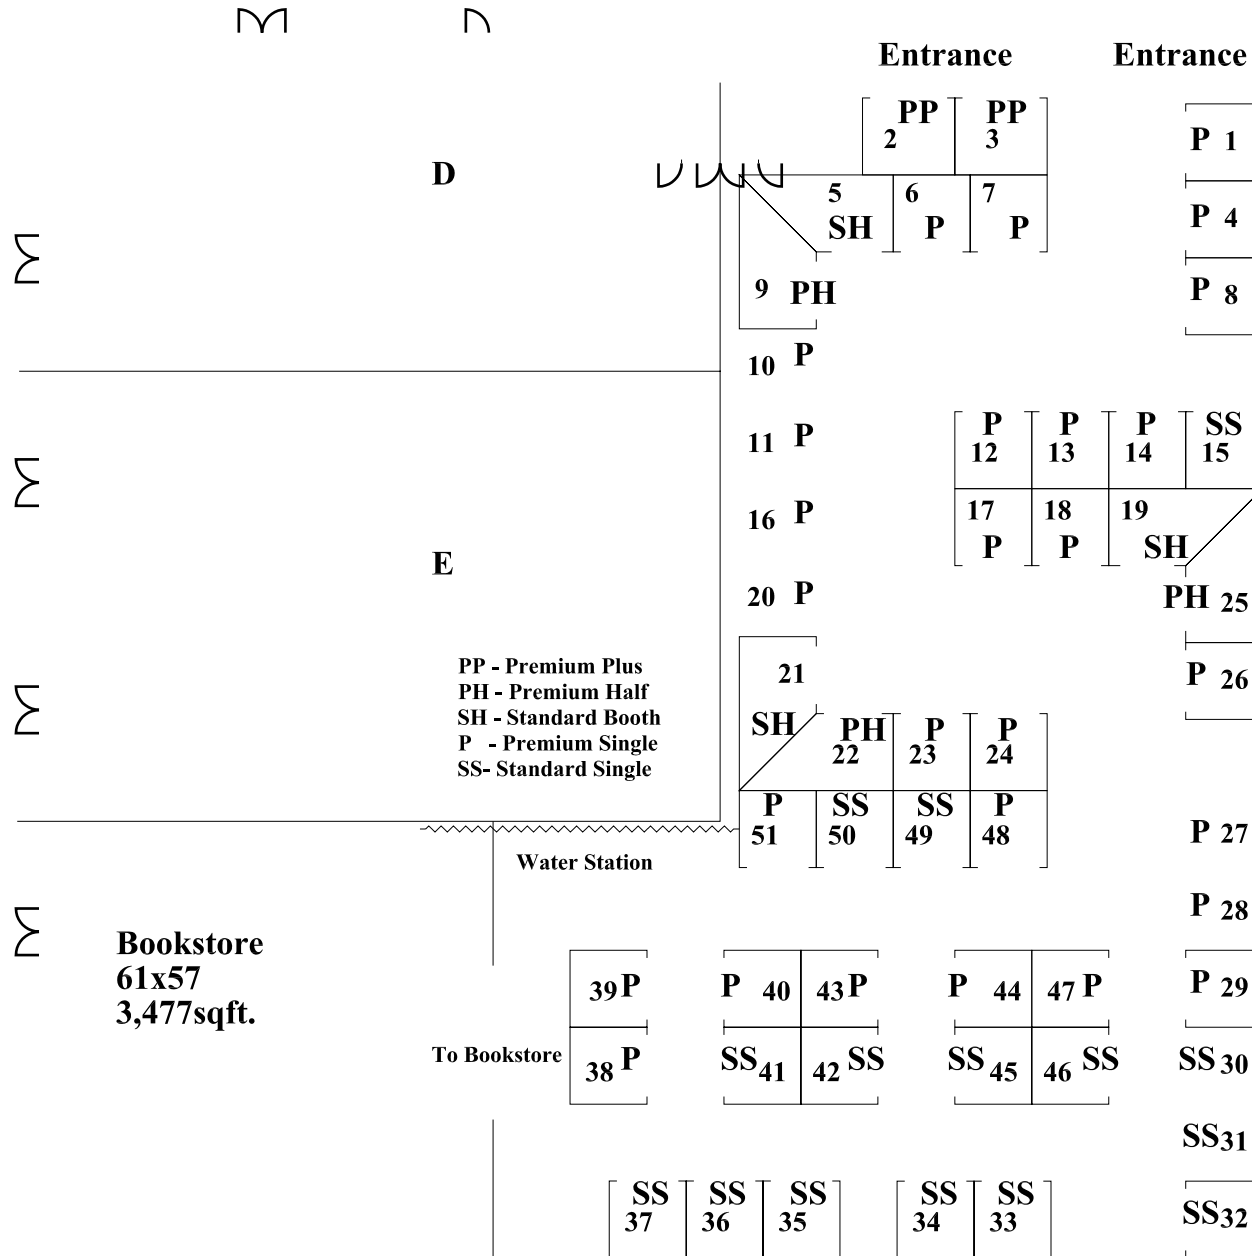 Entrance Entrance
PP PP
2 3
P 1
D
5 6 7
SH P P
P 4
9 PH
P 8
10 P
11 P
P P P SS
12 13 14 15
16 P
17 18 19
P P SH
E
20 P
PH 25
PP - Premium Plus
PH - Premium Half
SH - Standard Booth
P - Premium Single
SS- Standard Single
21
P 26
SH
PH P P
22 23 24
P SS SS P
51 50 49 48
P 27
Water Station
P 28
Bookstore
61x57
3,477sqft.
39 P P 40 43 P P 44 47 P P 29
To Bookstore
38 P SS 41 42 SS SS 45 46 SS SS 30
SS 31
SS SS SS SS SS
37 36 35 34 33
SS 32